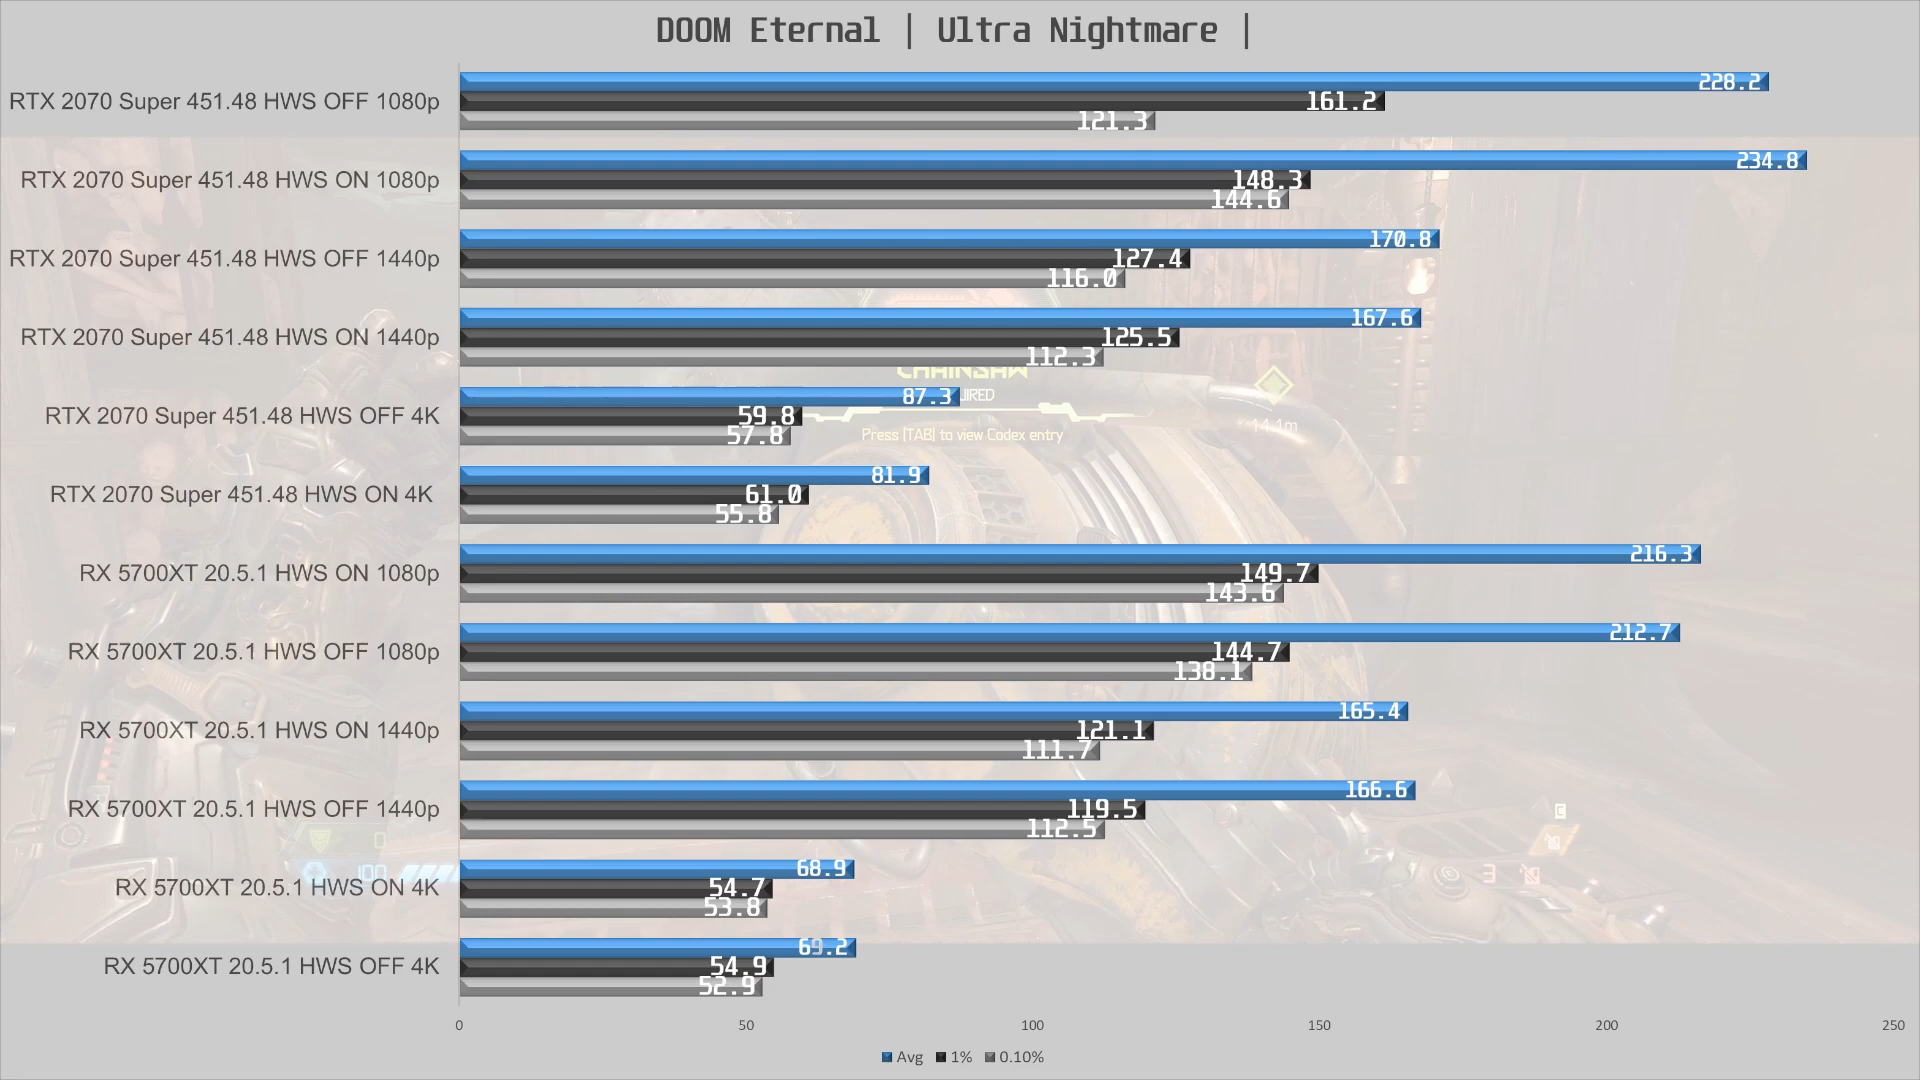 DOOM Eternal | Ultra Nightmare |
RTX 2070 Super 451.48 HWS OFF 1080p
228.2
161.2
121.3
RTX 2070 Super 451.48 HWS ON 1080p
234.8
148.3
144.6
RTX 2070 Super 451.48 HWS OFF 1440p
170.8
127.4
116.0
RTX 2070 Super 451.48 HWS ON 1440p
167.6
125.5
112.3
CHAINSAW
RTX 2070 Super 451.48 HWS OFF 4K
87.3
59.8
57.8
14.1m
Press [TAB] to view Codex entry
RTX 2070 Super 451.48 HWS ON 4K
81.9
61.0
55.8
RX 5700XT 20.5.1 HWS ON 1080p
216.3
149.7
143.6
RX 5700XT 20.5.1 HWS OFF 1080p
212.7
144.7
138.1
RX 5700XT 20.5.1 HWS ON 1440p
165.4
121.1
111.7
RX 5700XT 20.5.1 HWS OFF 1440p
166.6
119.5
112.5
C
0
RX 5700XT 20.5.1 HWS ON 4K
68.9
54.7
53.8
100
3
RX 5700XT 20.5.1 HWS OFF 4K
69.2
54.9
52.9
0 50 100 150 200 250
Avg 1% 0.10%